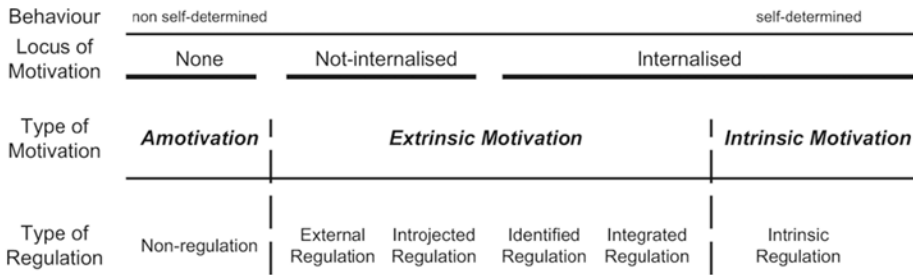 Behaviour non self-determined self-determined
Locus of
Motivation
None Not-internalised Internalised
Type of
Motivation
Amotivation Extrinsic Motivation Intrinsic Motivation
Type of
Regulation
Non-regulation
External
Regulation
Introjected
Regulation
Identified
Regulation
Integrated
Regulation
Intrinsic
Regulation